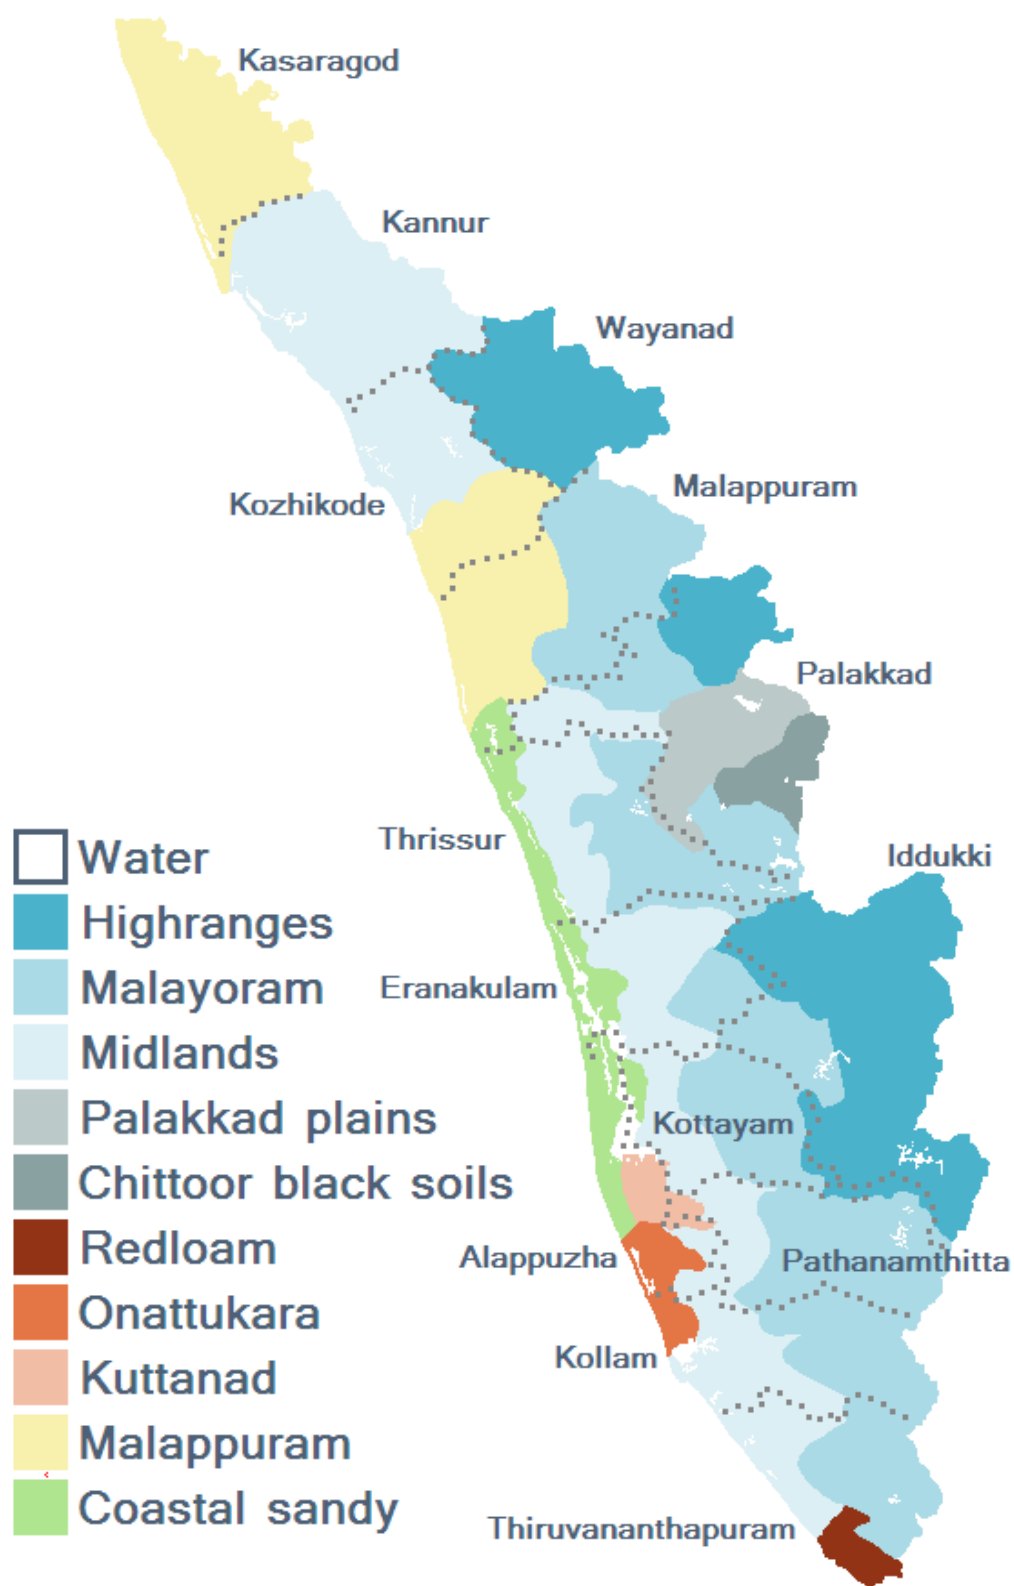 Kasaragod
Kannur
Wayanad
Malappuram
Kozhikode
Palakkad
Thrissur
Iddukki
Eranakulam
Kottayam
Alappuzha
Pathanamthitta
Kollam
Thiruvananthapuram
Water
Highranges
Malayoram
Midlands
Palakkad plains
Chittoor black soils
Redloam
Onattukara
Kuttanad
Malappuram
Coastal sandy